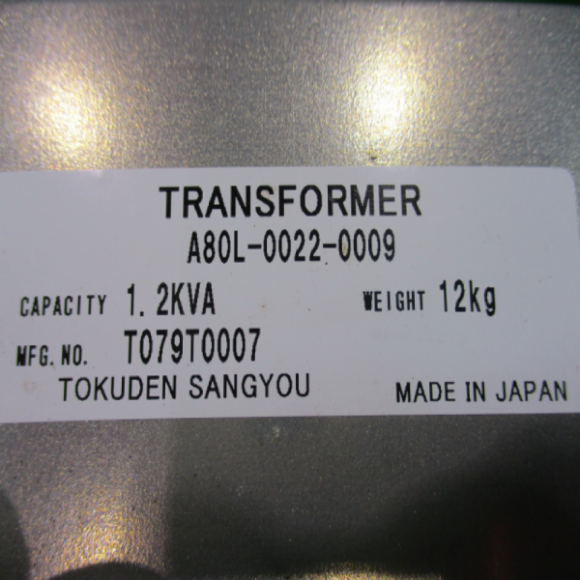 TRANSFORMER
A80L-0022-0009
CAPACITY 1.2KVA WEIGHT 12kg
MFG.NO. T079T0007
TOKUDEN SANGYOU MADE IN JAPAN